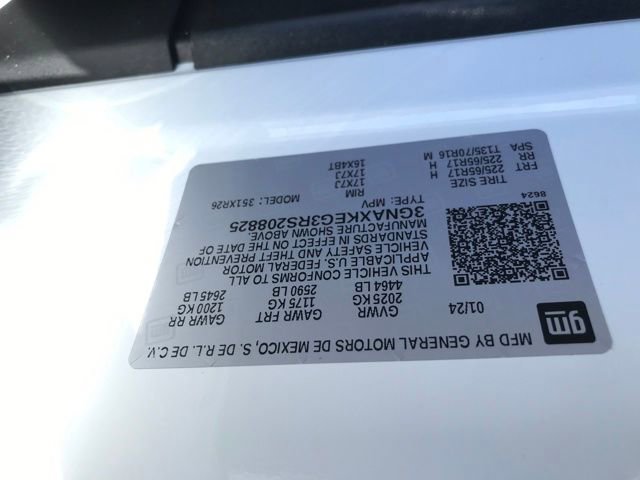 gm
MFD BY GENERAL MOTORS DE MEXICO, S. DE R.L. DE C.V.
01/24
GVWR GAWR FRT GAWR RR
2025 KG 1175 KG 1200 KG
4464 LB 2590 LB 2645 LB
THIS VEHICLE CONFORMS TO ALL
APPLICABLE U.S. FEDERAL MOTOR
VEHICLE SAFETY AND THEFT PREVENTION
STANDARDS IN EFFECT ON THE DATE OF
MANUFACTURE SHOWN ABOVE.
3GNAXKEG3RS208825
TYPE: MPV MODEL: 351XR26
8624
TIRE SIZE RIM
FRT 225/65R17 H 17X7J
RR 225/65R17 H 17X7J
SPA T135/70R16 M 16X4BT